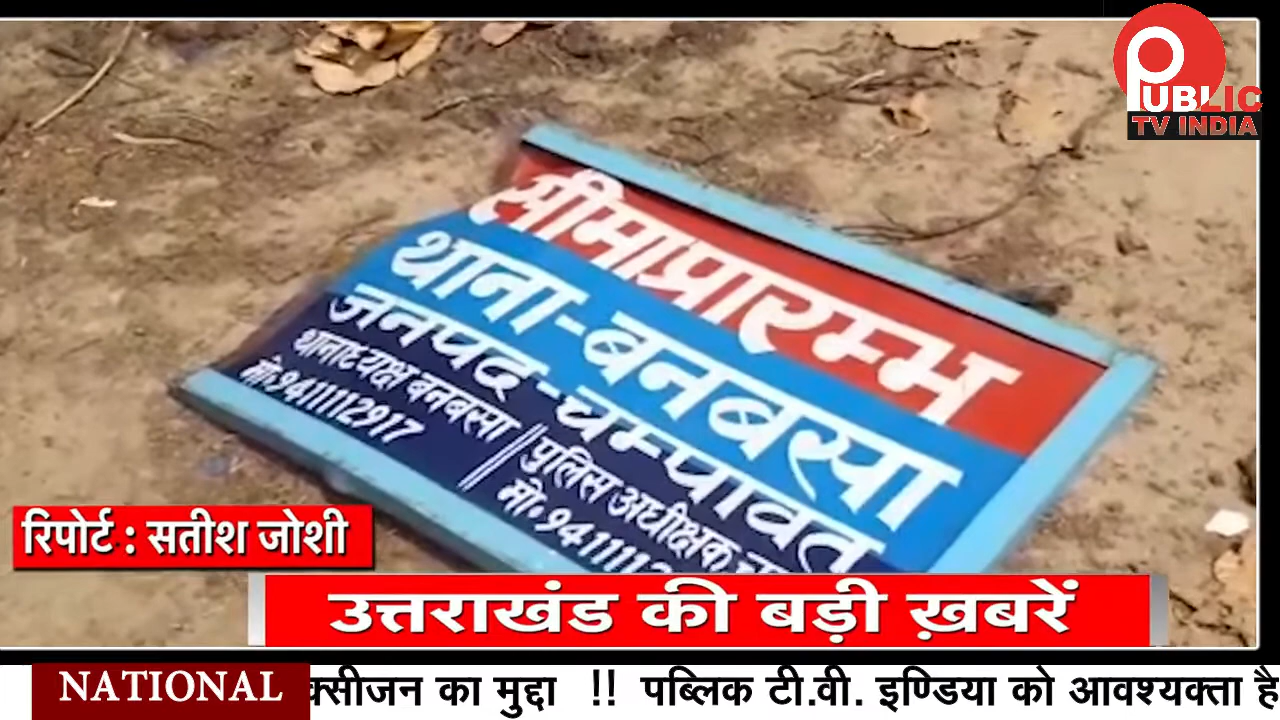 PUBLIC
TV INDIA
सीमाप्रारम्भ
थाना-बनबसा
जनपद-चम्पावत
थानाध्यक्ष बनबसा || पुलिस अधीक्षक
मो॰9411112917 मो॰941111
रिपोर्ट : सतीश जोशी
उत्तराखंड की बड़ी ख़बरें
NATIONAL क्सीजन का मुद्दा !! पब्लिक टी.वी. इण्डिया को आवश्यक्ता है